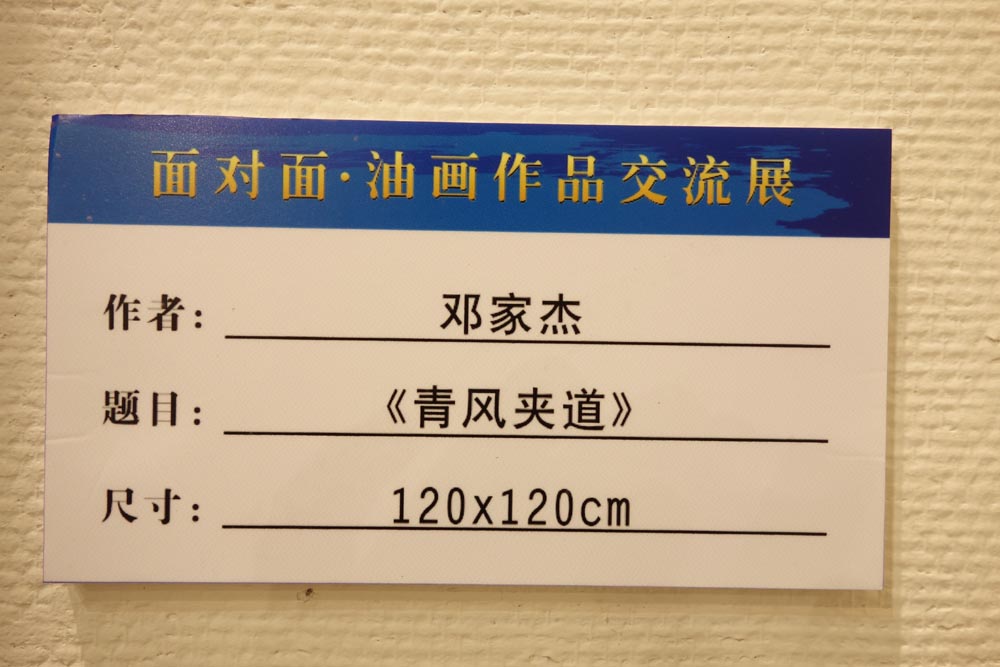 面对面·油画作品交流展
作者：邓家杰
题目：《青风夹道》
尺寸：120x120cm